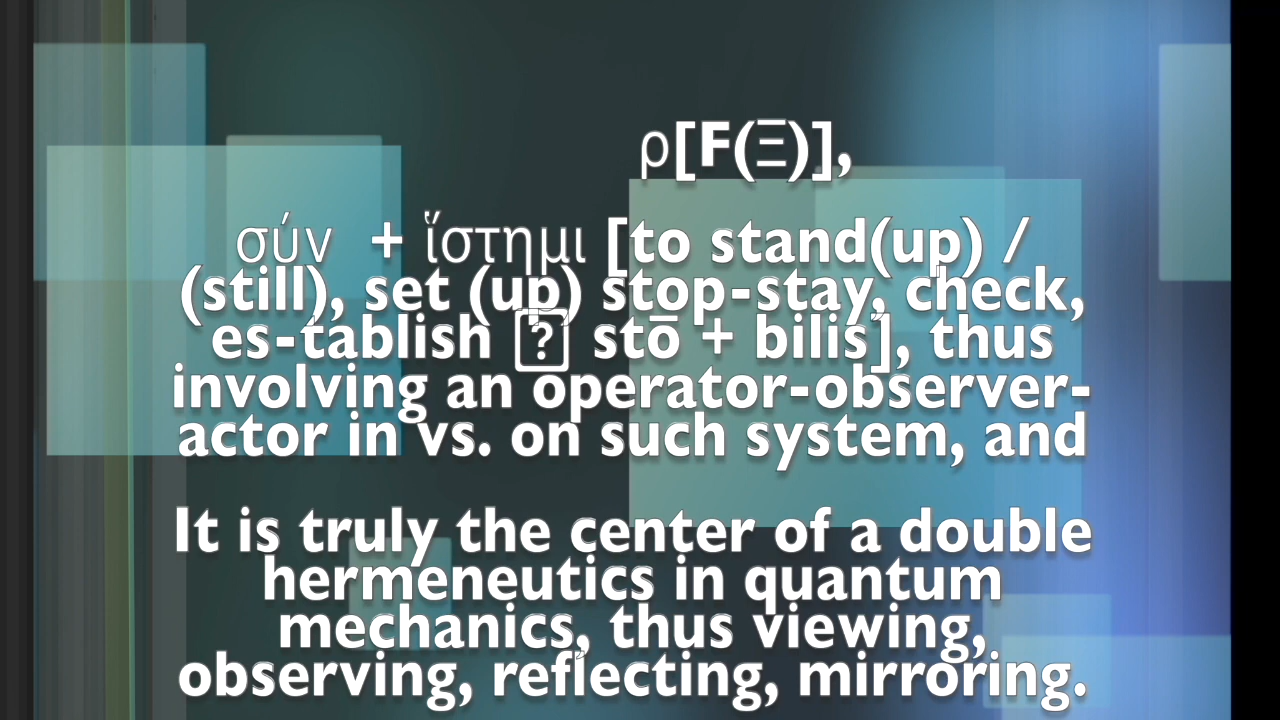 ρ[F(Ξ)],
σύν + ἵστημι [to stand(up) /
(still), set (up) stop-stay, check,
es-tablish � stō + bilis], thus
involving an operator-observer-
actor in vs. on such system, and
It is truly the center of a double
hermeneutics in quantum
mechanics, thus viewing,
observing, reflecting, mirroring.